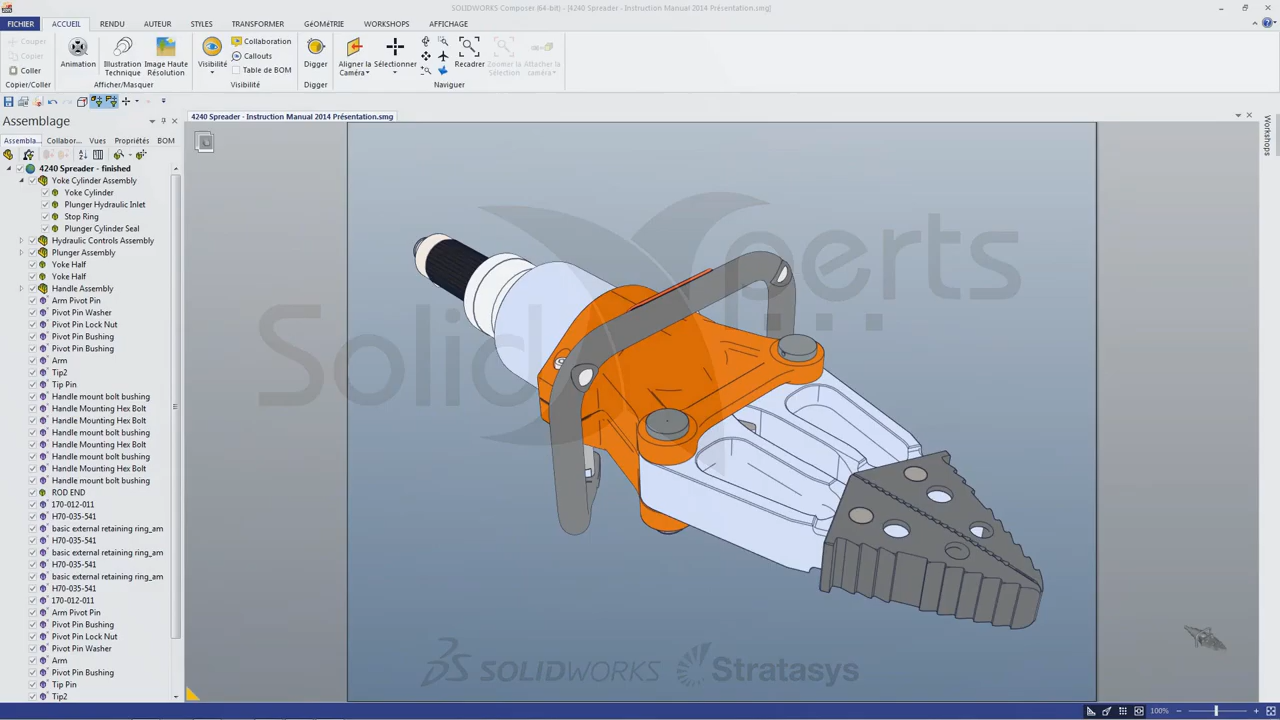 SOLIDWORKS Composer (64-bit) - [4240 Spreader - Instruction Manual 2014 Présentation.smg]
FICHIER ACCUEIL RENDU AUTEUR STYLES TRANSFORMER GéOMéTRIE WORKSHOPS AFFICHAGE
Couper
Copier
Coller
Copier/Coller
Animation
Illustration Technique
Image Haute Résolution
Afficher/Masquer
Visibilité
Collaboration
Callouts
Table de BOM
Visibilité
Digger
Digger
Aligner la Caméra
Sélectionner
Recadrer
Zoomer la Sélection
Attacher la caméra
Naviguer
Assemblage
4240 Spreader - Instruction Manual 2014 Présentation.smg
Workshops
Assembla... Collabor... Vues Propriétés BOM
4240 Spreader - finished
Yoke Cylinder Assembly
Yoke Cylinder
Plunger Hydraulic Inlet
Stop Ring
Plunger Cylinder Seal
Hydraulic Controls Assembly
Plunger Assembly
Yoke Half
Yoke Half
Handle Assembly
Arm Pivot Pin
Pivot Pin Washer
Pivot Pin Lock Nut
Pivot Pin Bushing
Pivot Pin Bushing
Arm
Tip2
Tip Pin
Handle mount bolt bushing
Handle Mounting Hex Bolt
Handle Mounting Hex Bolt
Handle mount bolt bushing
Handle Mounting Hex Bolt
Handle mount bolt bushing
Handle Mounting Hex Bolt
Handle mount bolt bushing
ROD END
170-012-011
H70-035-541
basic external retaining ring_am
H70-035-541
basic external retaining ring_am
H70-035-541
basic external retaining ring_am
H70-035-541
170-012-011
Arm Pivot Pin
Pivot Pin Bushing
Pivot Pin Lock Nut
Pivot Pin Washer
Arm
Pivot Pin Bushing
Tip Pin
Tip2
SolidXperts
SOLIDWORKS
Stratasys
100%